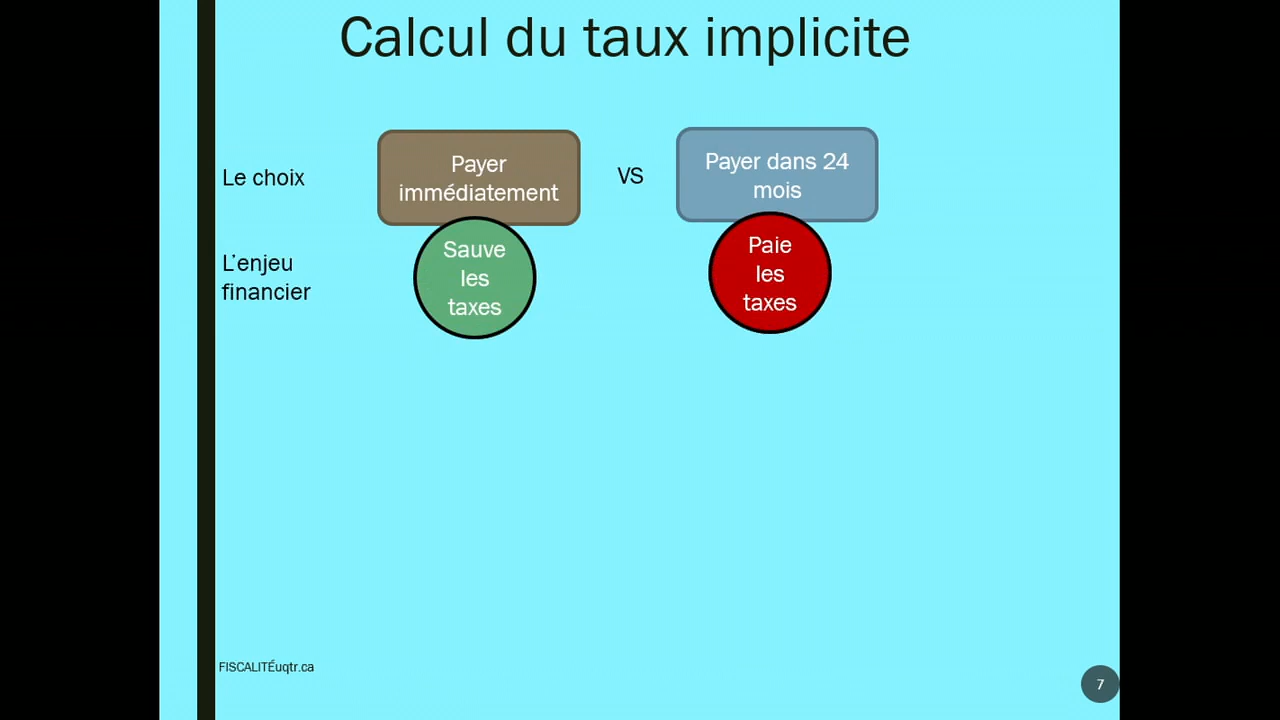 Calcul du taux implicite
Le choix
Payer
immédiatement
VS
Payer dans 24
mois
L'enjeu
financier
Sauve
les
taxes
Paie
les
taxes
FISCALITÉuqtr.ca
7